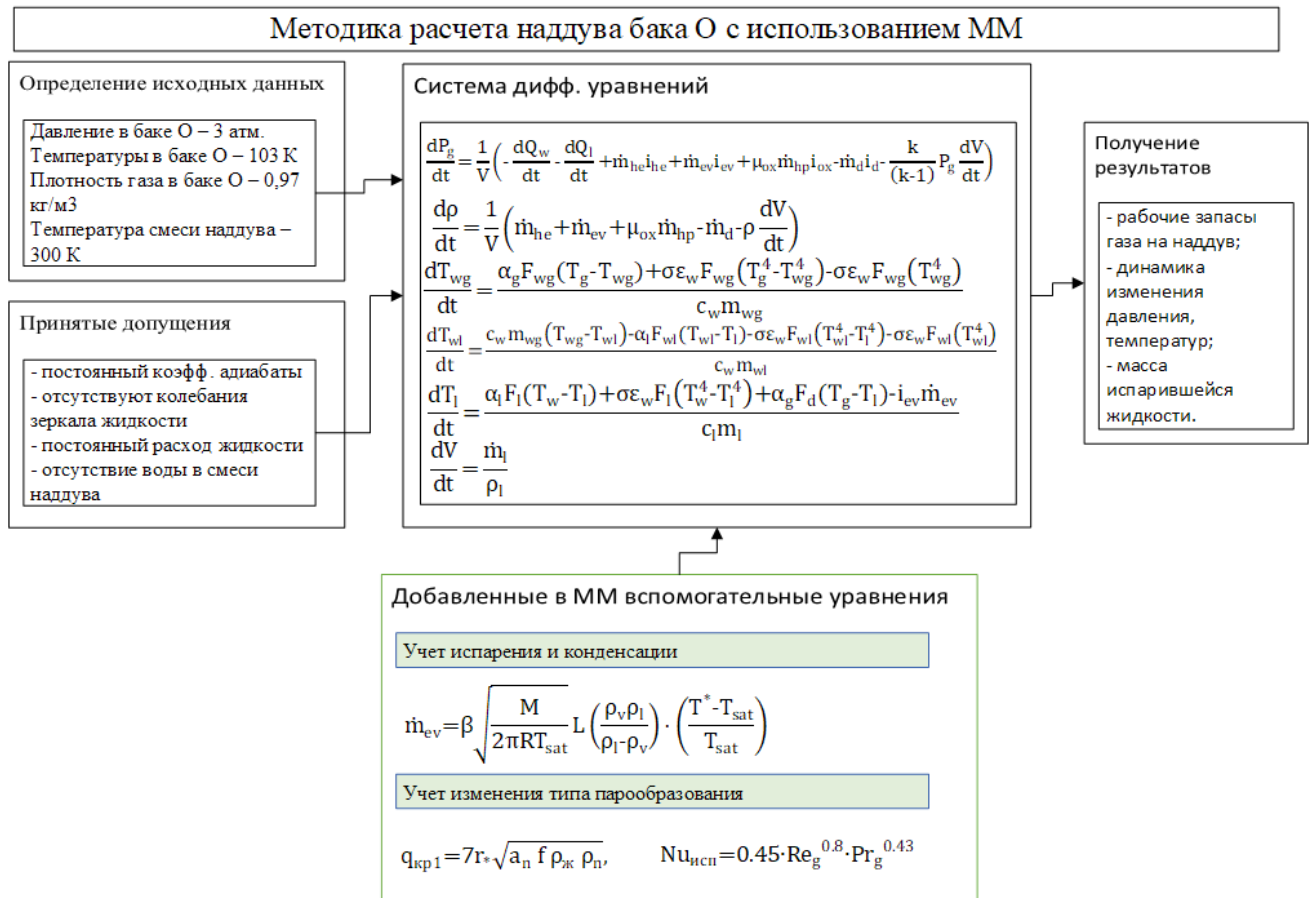 Методика расчета наддува бака О с использованием ММ
Определение исходных данных
Давление в баке О – 3 атм.
Температуры в баке О – 103 К
Плотность газа в баке О – 0,97
кг/м3
Температура смеси наддува –
300 К
Принятые допущения
- постоянный коэфф. адиабаты
- отсутствуют колебания
зеркала жидкости
- постоянный расход жидкости
- отсутствие воды в смеси
наддува
Система дифф. уравнений
dP_g/dt = 1/V(-dQ_w/dt - dQ_l/dt + ṁ_he i_he + ṁ_ev i_ev + μ_ox ṁ_hp i_ox - ṁ_d i_d - k/(k-1) P_g dV/dt)
dρ/dt = 1/V(ṁ_he + ṁ_ev + μ_ox ṁ_hp - ṁ_d - ρ dV/dt)
dT_wg/dt = (α_g F_wg(T_g - T_wg) + σε_w F_wg(T_g^4 - T_wg^4) - σε_w F_wg(T_wg^4))/(c_w m_wg)
dT_wl/dt = (c_w m_wg(T_wg - T_wl) - α_l F_wl(T_wl - T_l) - σε_w F_wl(T_wl^4 - T_l^4) - σε_w F_wl(T_wl^4))/(c_w m_wl)
dT_l/dt = (α_l F_l(T_w - T_l) + σε_w F_l(T_w^4 - T_l^4) + α_g F_d(T_g - T_l) - i_ev ṁ_ev)/(c_l m_l)
dV/dt = ṁ_l/ρ_l
Получение
результатов
- рабочие запасы
газа на наддув;
- динамика
изменения
давления,
температур;
- масса
испарившейся
жидкости.
Добавленные в ММ вспомогательные уравнения
Учет испарения и конденсации
ṁ_ev = β√(M/(2πRT_sat)) L(ρ_v ρ_l/(ρ_l - ρ_v)) · ((T^* - T_sat)/T_sat)
Учет изменения типа парообразования
q_кр1 = 7r_*√(a_п f ρ_ж ρ_п), Nu_исп = 0.45·Re_g^0.8·Pr_g^0.43